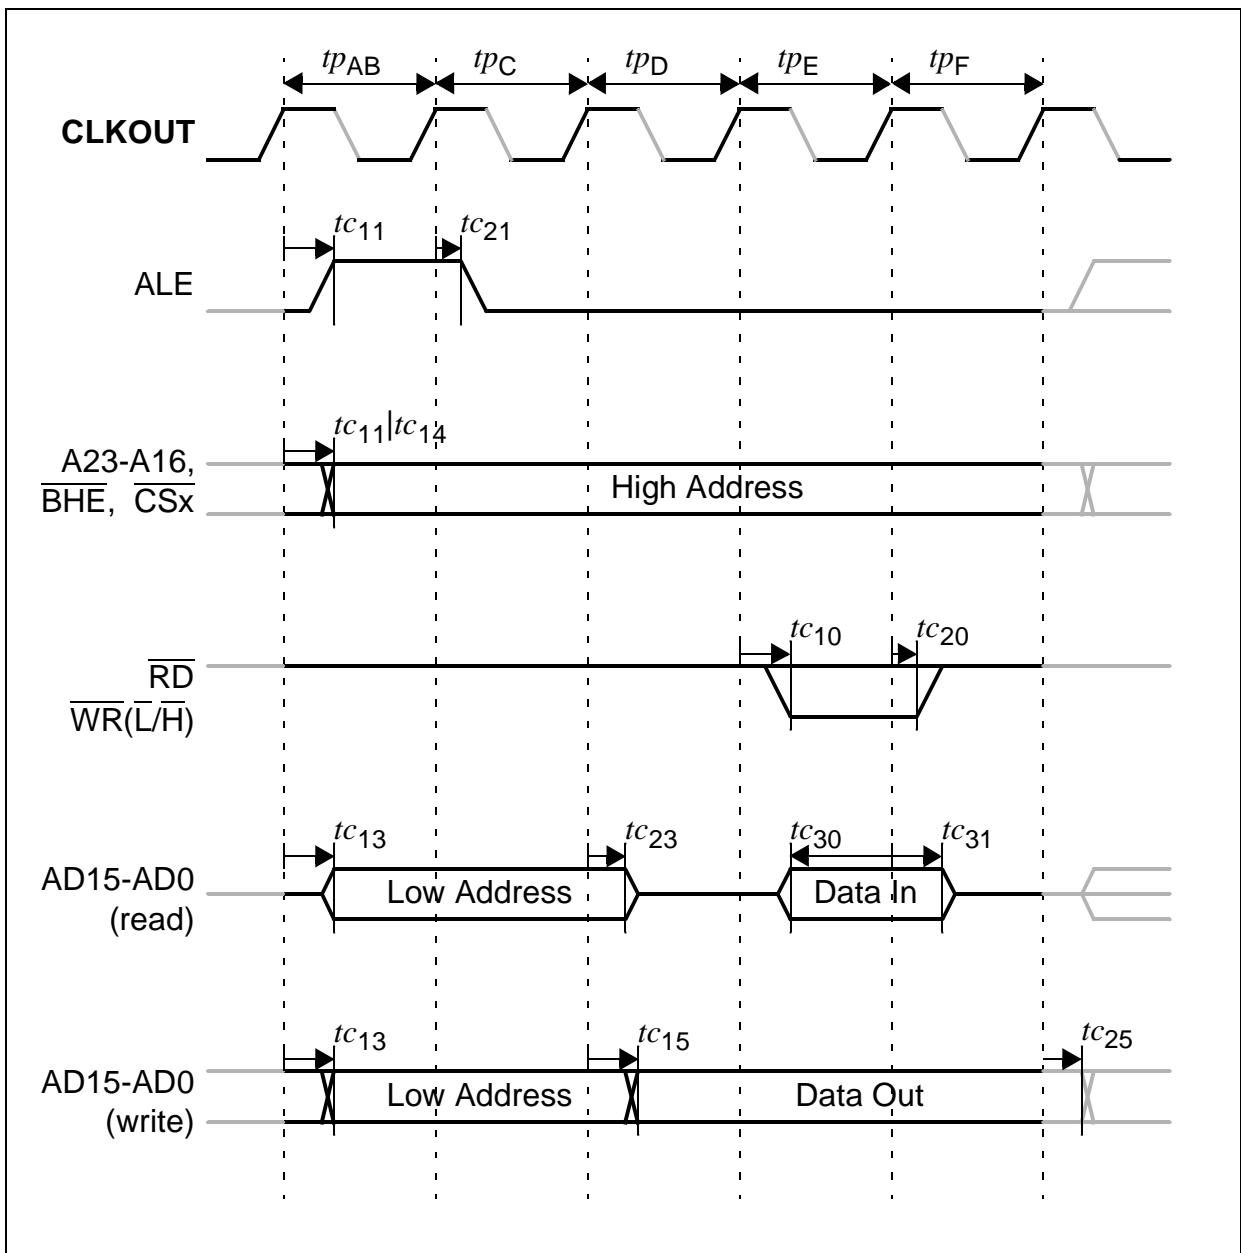 tpAB tpC tpD tpE tpF
CLKOUT
tc11 tc21
ALE
tc11|tc14
A23-A16,
BHE, CSx
High Address
tc10 tc20
RD
WR(L/H)
tc13 tc23 tc30 tc31
AD15-AD0
(read)
Low Address Data In
tc13 tc15 tc25
AD15-AD0
(write)
Low Address Data Out